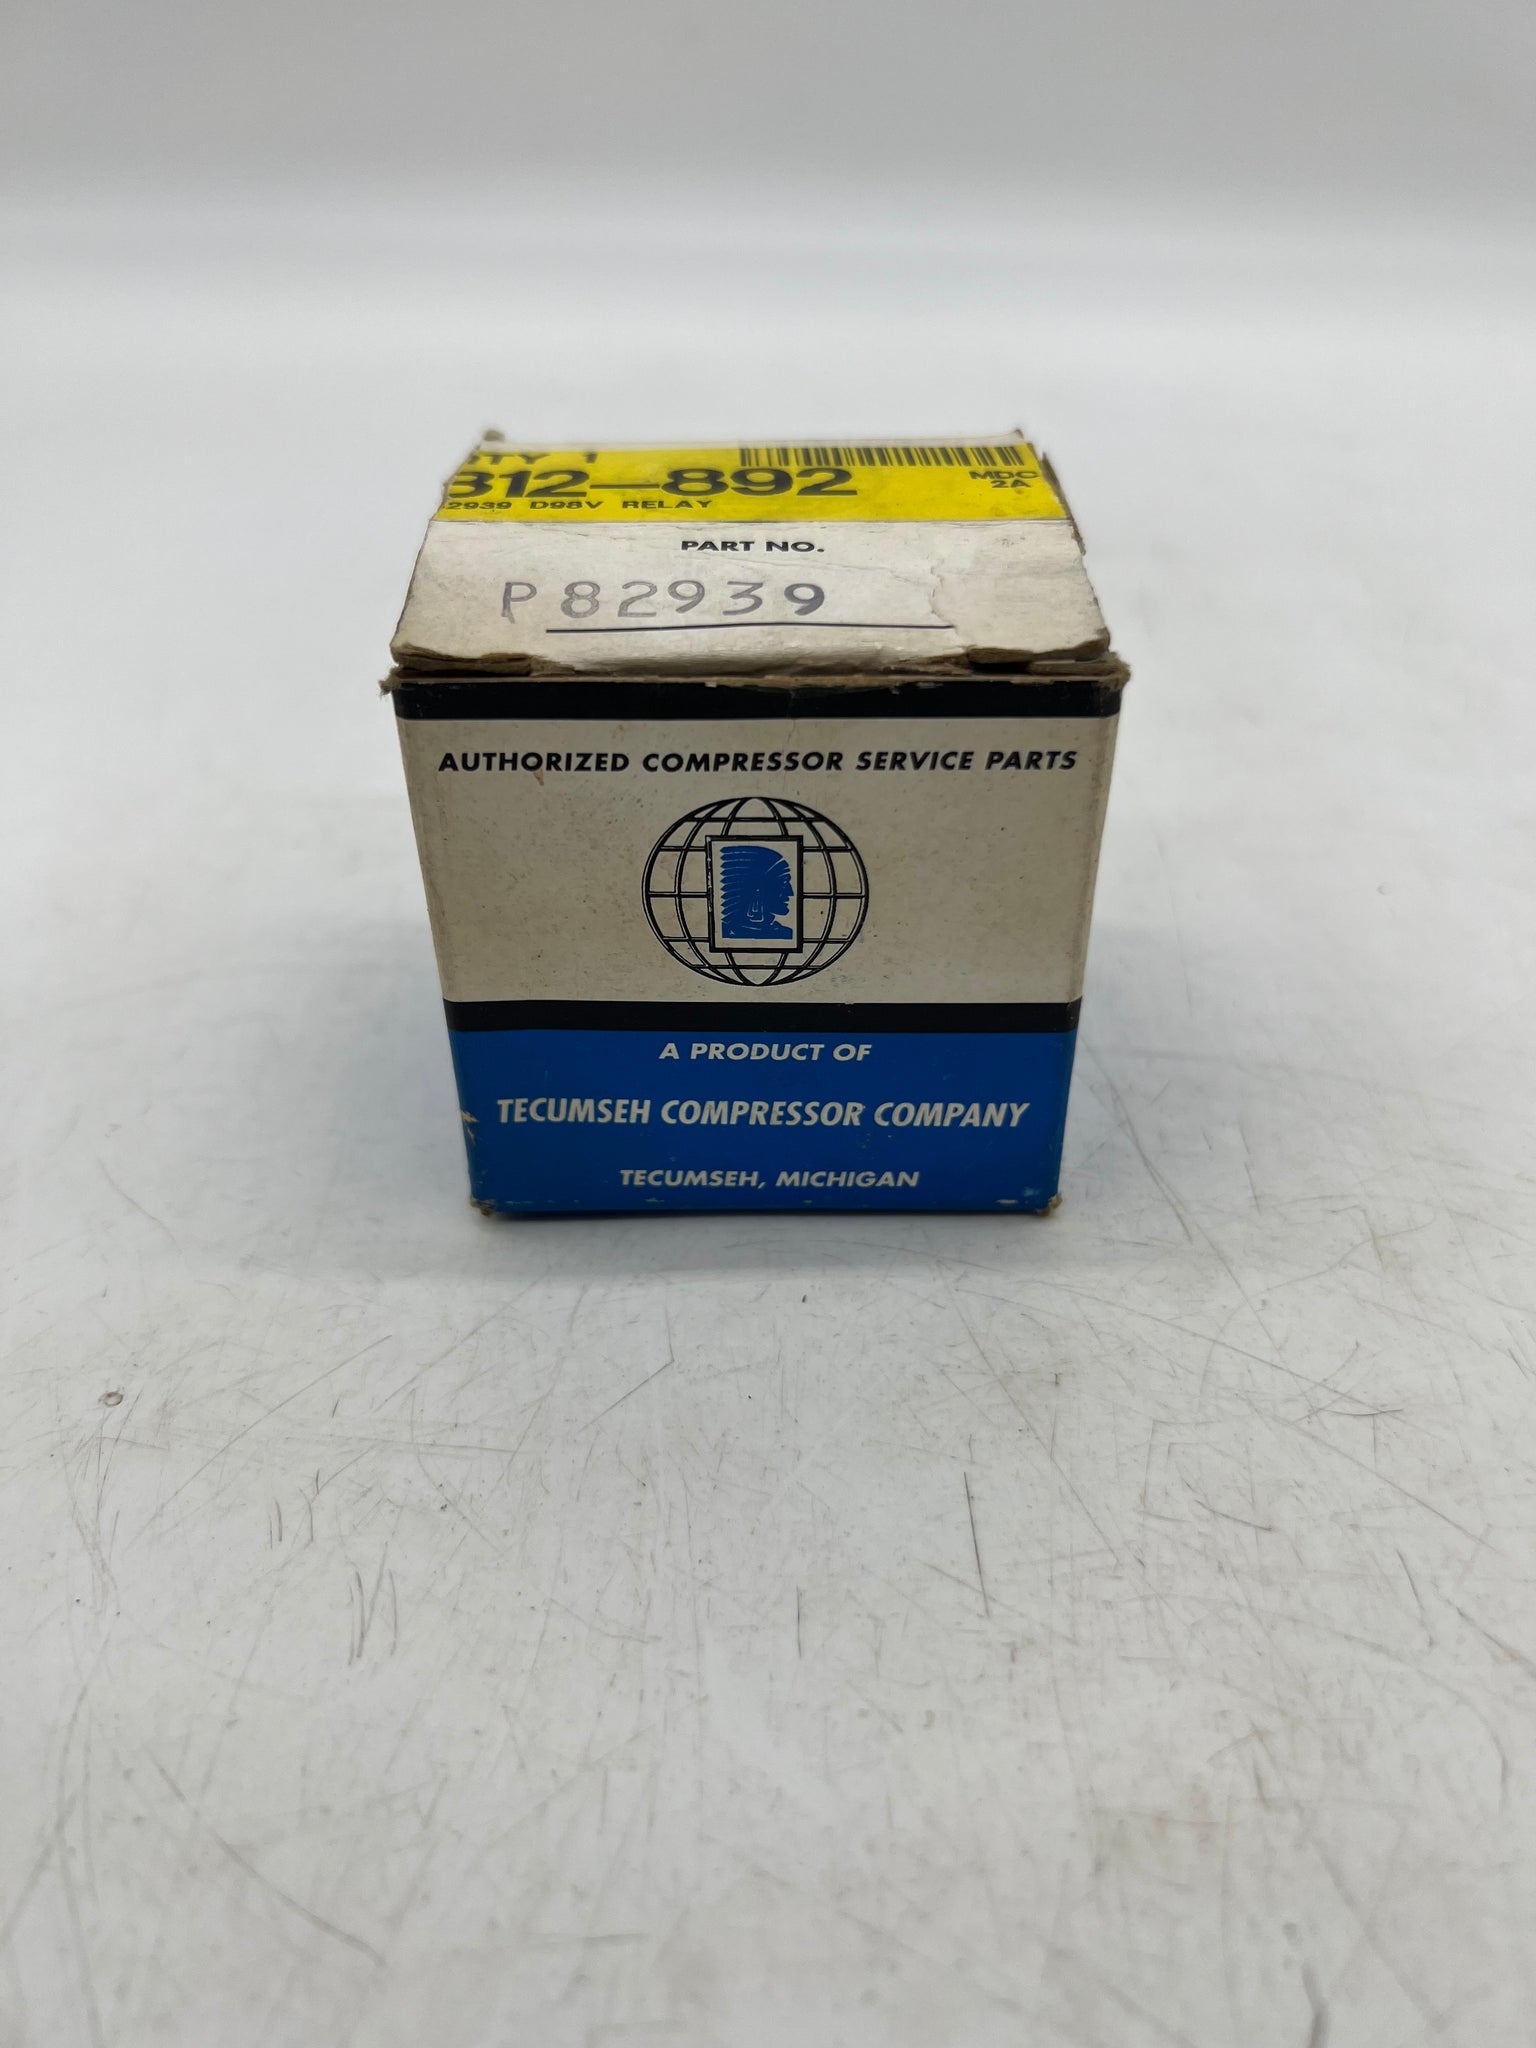 QTY 1
312-892
MDC
2A
2939 D98V RELAY
PART NO.
P82939
AUTHORIZED COMPRESSOR SERVICE PARTS
A PRODUCT OF
TECUMSEH COMPRESSOR COMPANY
TECUMSEH, MICHIGAN